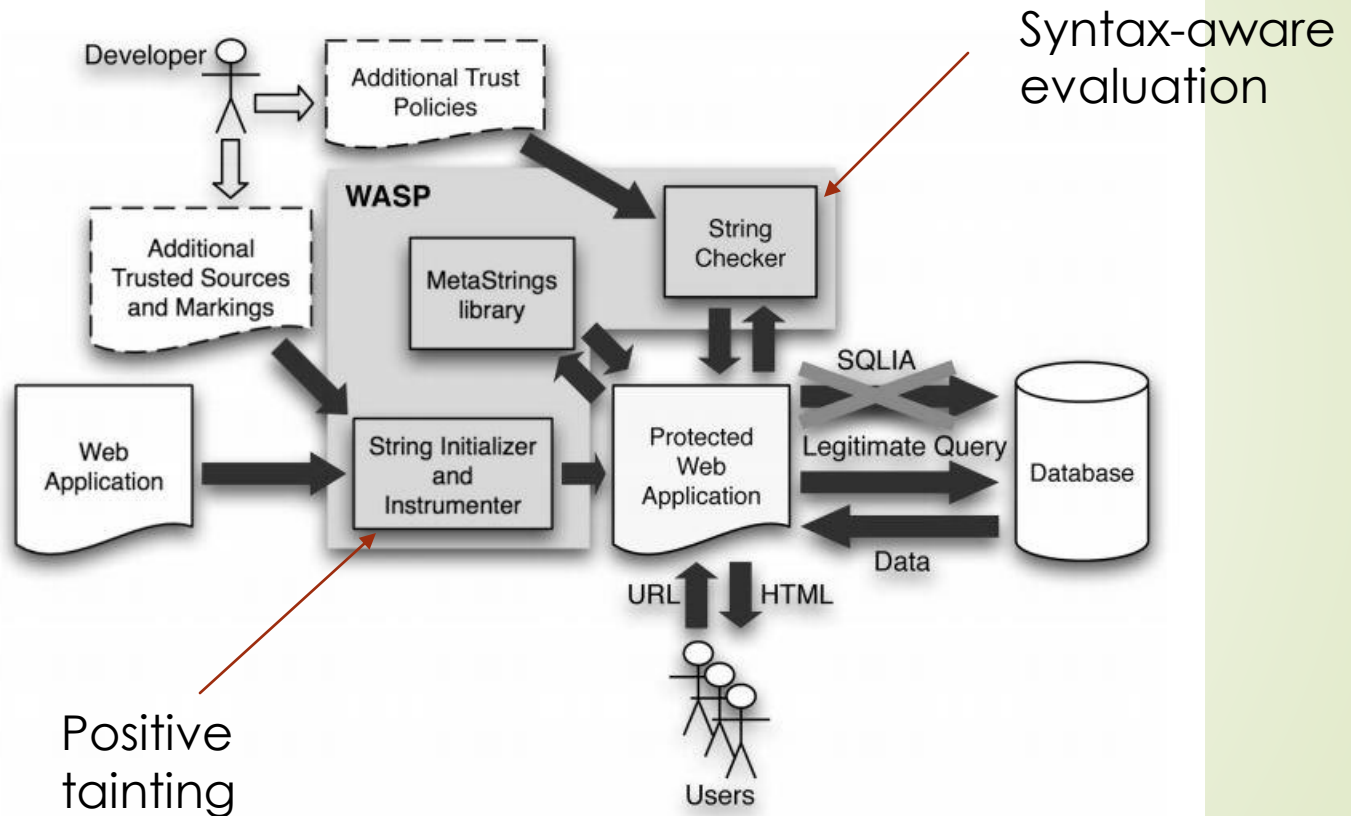 Syntax-aware
evaluation
Developer
Additional Trust
Policies
WASP
String
Checker
Additional
Trusted Sources
and Markings
MetaStrings
library
SQLIA
Web
Application
String Initializer
and
Instrumenter
Protected
Web
Application
Legitimate Query
Database
Data
URL
HTML
Positive
tainting
Users